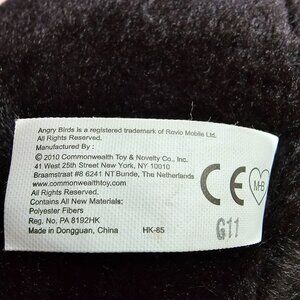 Angry Birds is a registered trademark of Rovio Mobile Ltd.
All Rights Reserved.
Manufactured By :
© 2010 Commonwealth Toy & Novelty Co., Inc.
41 West 25th Street New York, NY 10010
Braamstraat #8 6241 NT Bunde, The Netherlands
www.commonwealthtoy.com
All Rights Reserved
Contains All New Materials:
Polyester Fibers
Reg. No. PA 8192HK
Made in Dongguan, China HK-85
CE
M-B
G11